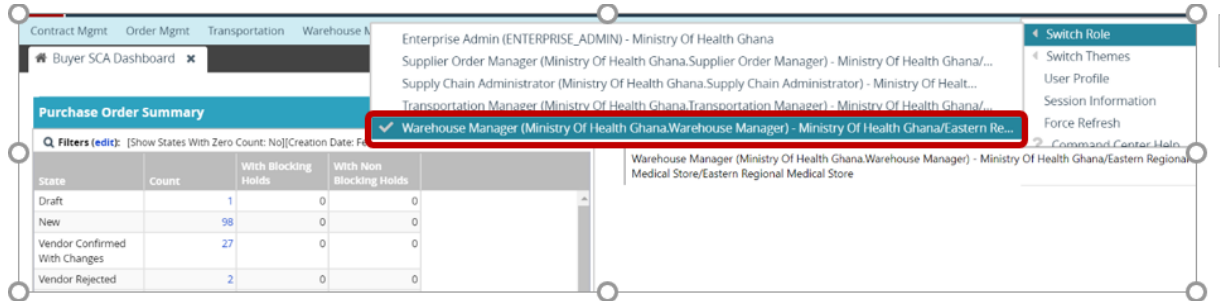 Contract Mgmt Order Mgmt Transportation Warehouse M
Buyer SCA Dashboard
Enterprise Admin (ENTERPRISE_ADMIN) - Ministry Of Health Ghana
Supplier Order Manager (Ministry Of Health Ghana.Supplier Order Manager) - Ministry Of Health Ghana/...
Supply Chain Administrator (Ministry Of Health Ghana.Supply Chain Administrator) - Ministry Of Healt...
Transportation Manager (Ministry Of Health Ghana.Transportation Manager) - Ministry Of Health Ghana/...
Warehouse Manager (Ministry Of Health Ghana.Warehouse Manager) - Ministry Of Health Ghana/Eastern Re...
Switch Role
Switch Themes
User Profile
Session Information
Force Refresh
Command Center Help
Warehouse Manager (Ministry Of Health Ghana.Warehouse Manager) - Ministry Of Health Ghana/Eastern Regional
Medical Store/Eastern Regional Medical Store
Purchase Order Summary
Filters (edit): [Show States With Zero Count: No][Creation Date: Fe
State Count With Blocking Holds With Non Blocking Holds
Draft 1 0 0
New 98 0 0
Vendor Confirmed With Changes 27 0 0
Vendor Rejected 2 0 0